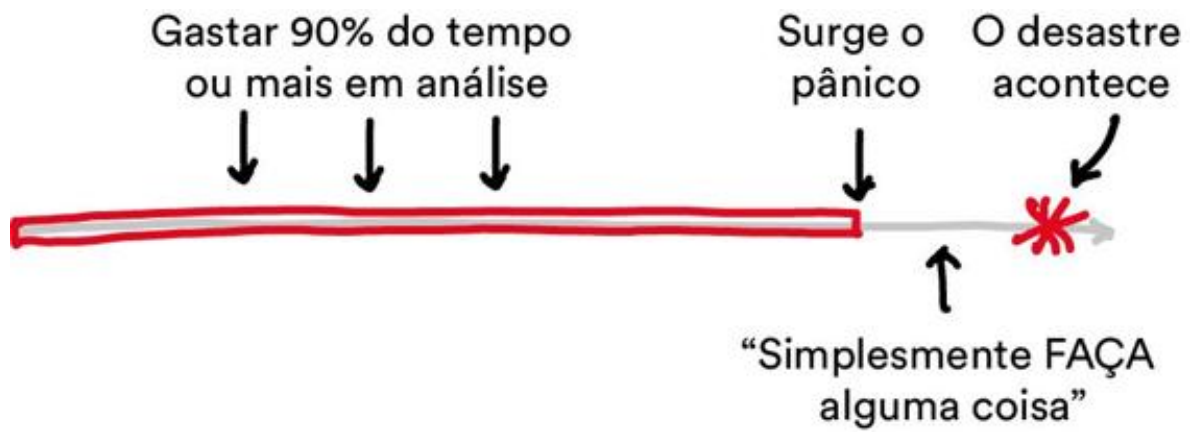 Gastar 90% do tempo
ou mais em análise
Surge o
pânico
O desastre
acontece
“Simplesmente FAÇA
alguma coisa”